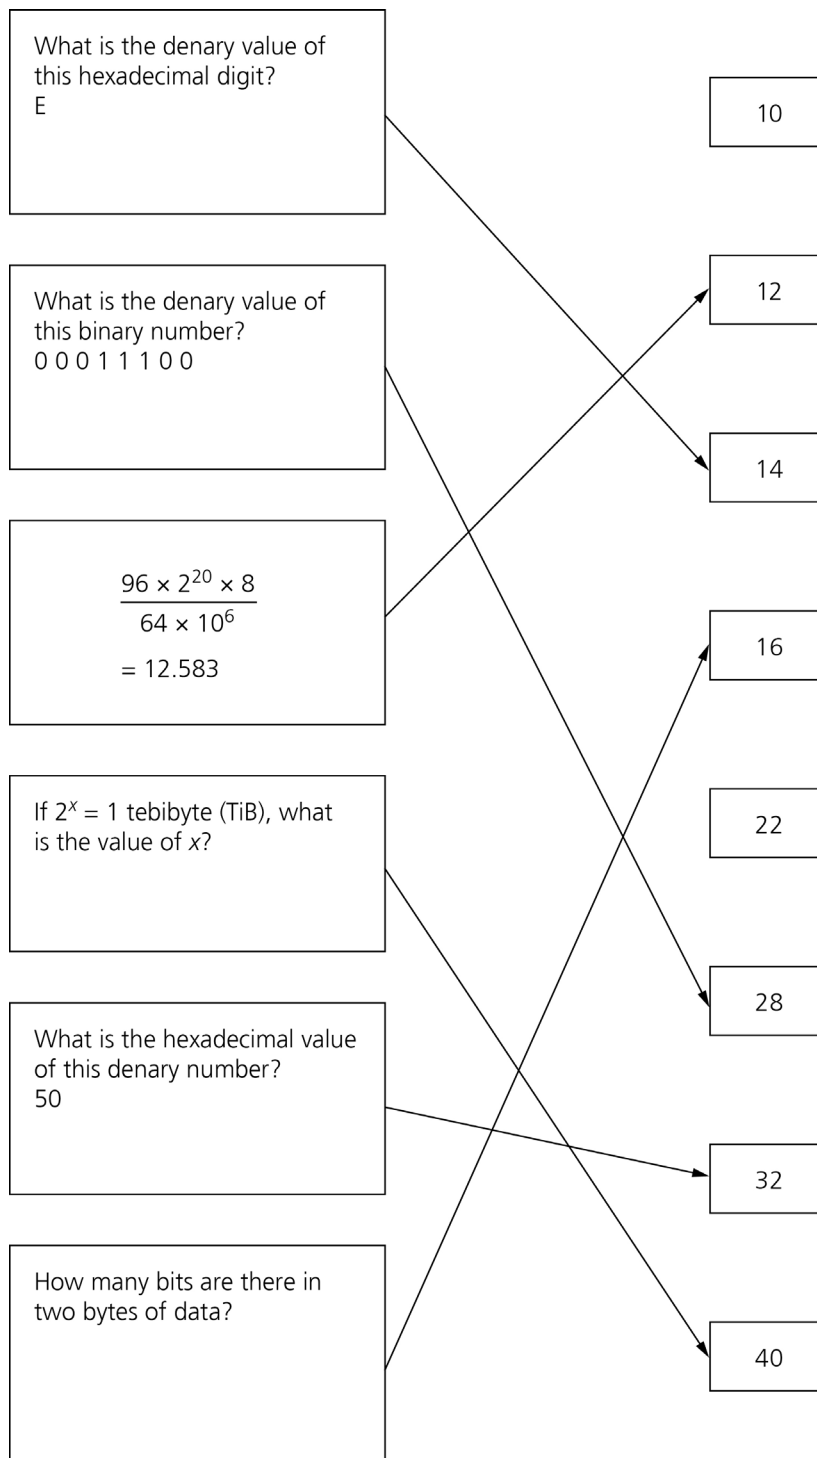 What is the denary value of
this hexadecimal digit?
E
What is the denary value of
this binary number?
0 0 0 1 1 1 0 0
96 × 2²⁰ × 8
64 × 10⁶
= 12.583
If 2ˣ = 1 tebibyte (TiB), what
is the value of x?
What is the hexadecimal value
of this denary number?
50
How many bits are there in
two bytes of data?
10
12
14
16
22
28
32
40